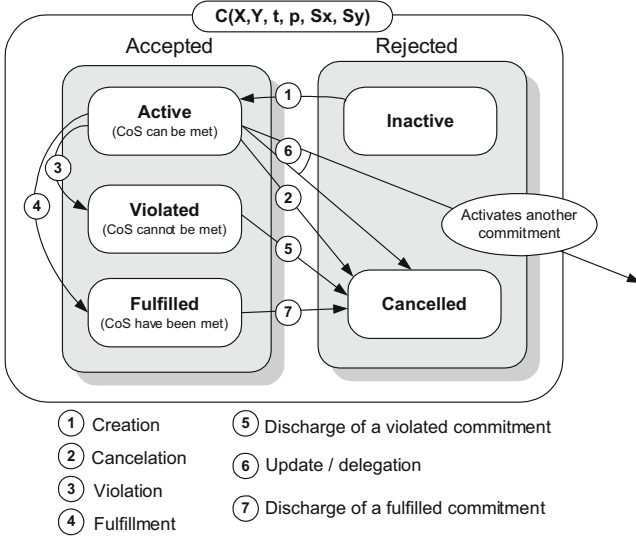 C(X,Y, t, p, Sx, Sy)
Accepted
Rejected
Active
(CoS can be met)
1
Inactive
6
3
2
4
Violated
(CoS cannot be met)
Activates another
commitment
5
Fulfilled
(CoS have been met)
7
Cancelled
1 Creation
2 Cancelation
3 Violation
4 Fulfillment
5 Discharge of a violated commitment
6 Update / delegation
7 Discharge of a fulfilled commitment